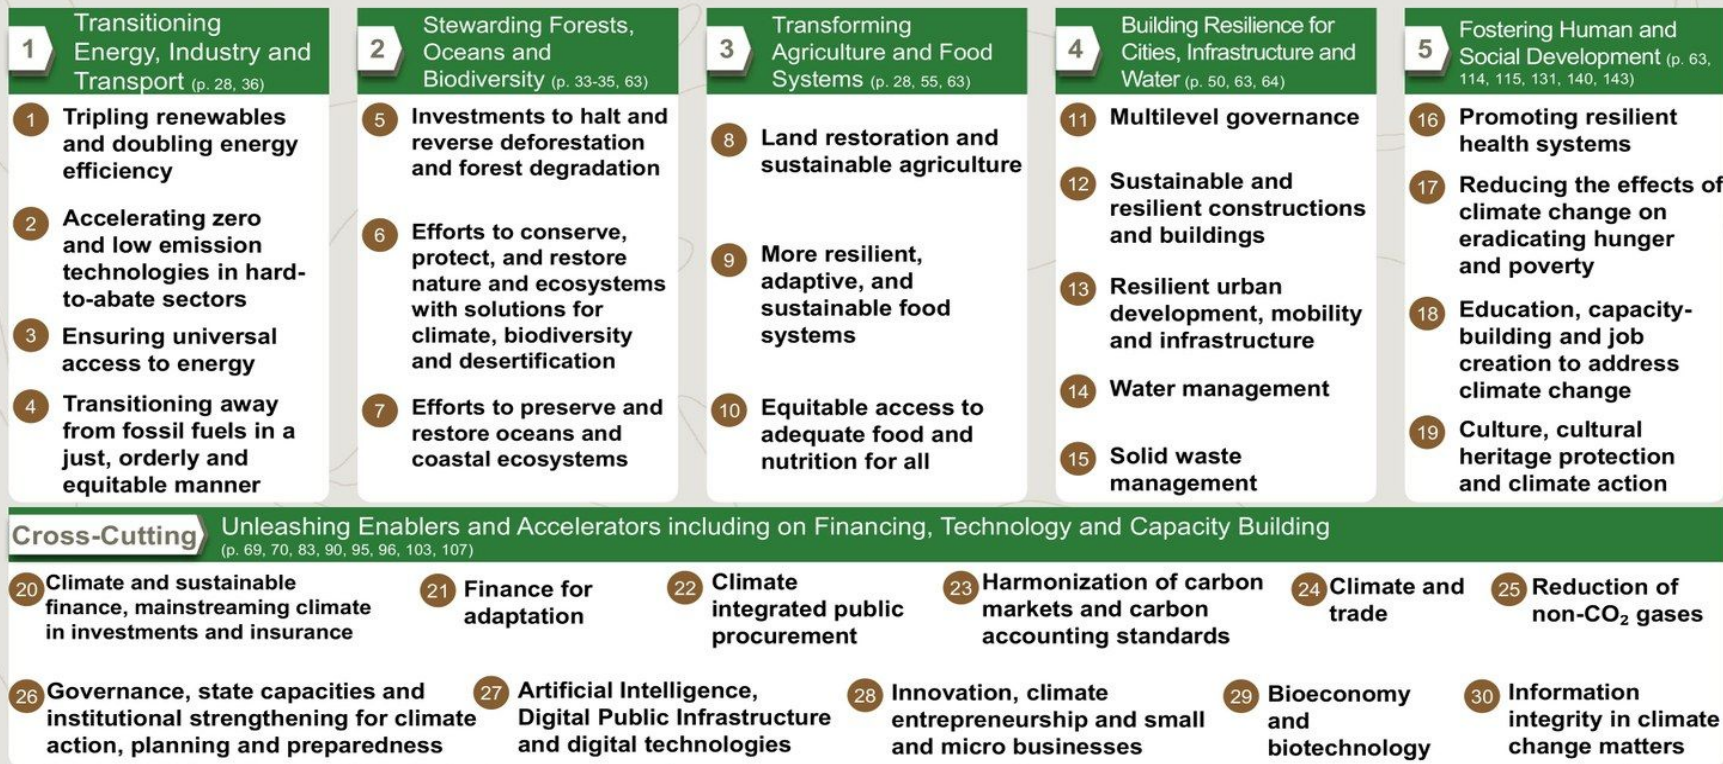 1
Transitioning
Energy, Industry and
Transport (p. 28, 36)
1
Tripling renewables
and doubling energy
efficiency
2
Accelerating zero
and low emission
technologies in hard-
to-abate sectors
3
Ensuring universal
access to energy
4
Transitioning away
from fossil fuels in a
just, orderly and
equitable manner
2
Stewarding Forests,
Oceans and
Biodiversity (p. 33-35, 63)
5
Investments to halt and
reverse deforestation
and forest degradation
6
Efforts to conserve,
protect, and restore
nature and ecosystems
with solutions for
climate, biodiversity
and desertification
7
Efforts to preserve and
restore oceans and
coastal ecosystems
3
Transforming
Agriculture and Food
Systems (p. 28, 55, 63)
8
Land restoration and
sustainable agriculture
9
More resilient,
adaptive, and
sustainable food
systems
10
Equitable access to
adequate food and
nutrition for all
4
Building Resilience for
Cities, Infrastructure and
Water (p. 50, 63, 64)
11
Multilevel governance
12
Sustainable and
resilient constructions
and buildings
13
Resilient urban
development, mobility
and infrastructure
14
Water management
15
Solid waste
management
5
Fostering Human and
Social Development (p. 63,
114, 115, 131, 140, 143)
16
Promoting resilient
health systems
17
Reducing the effects of
climate change on
eradicating hunger
and poverty
18
Education, capacity-
building and job
creation to address
climate change
19
Culture, cultural
heritage protection
and climate action
Cross-Cutting
Unleashing Enablers and Accelerators including on Financing, Technology and Capacity Building
(p. 69, 70, 83, 90, 95, 96, 103, 107)
20
Climate and sustainable
finance, mainstreaming climate
in investments and insurance
21
Finance for
adaptation
22
Climate
integrated public
procurement
23
Harmonization of carbon
markets and carbon
accounting standards
24
Climate and
trade
25
Reduction of
non-CO₂ gases
26
Governance, state capacities and
institutional strengthening for climate
action, planning and preparedness
27
Artificial Intelligence,
Digital Public Infrastructure
and digital technologies
28
Innovation, climate
entrepreneurship and small
and micro businesses
29
Bioeconomy
and
biotechnology
30
Information
integrity in climate
change matters